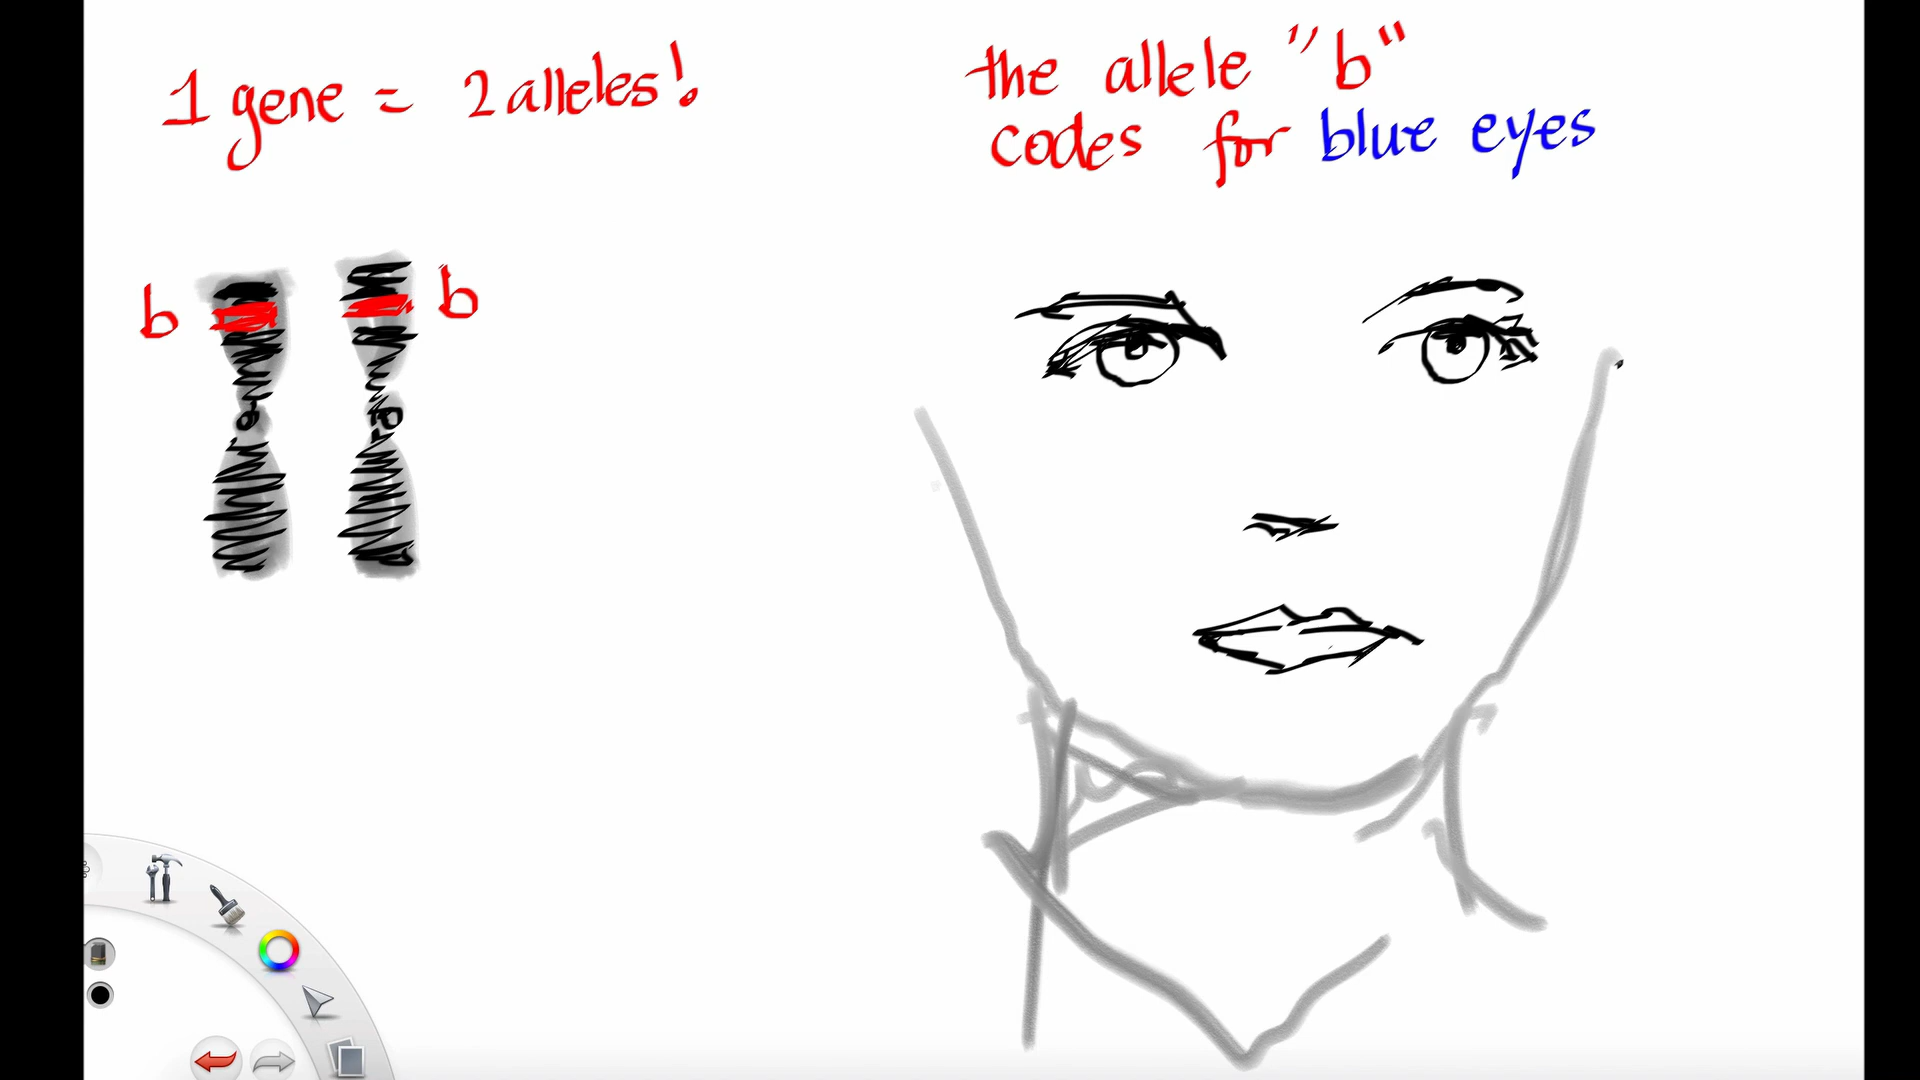 1 gene = 2 alleles!
the allele "b"
codes for blue eyes
b b